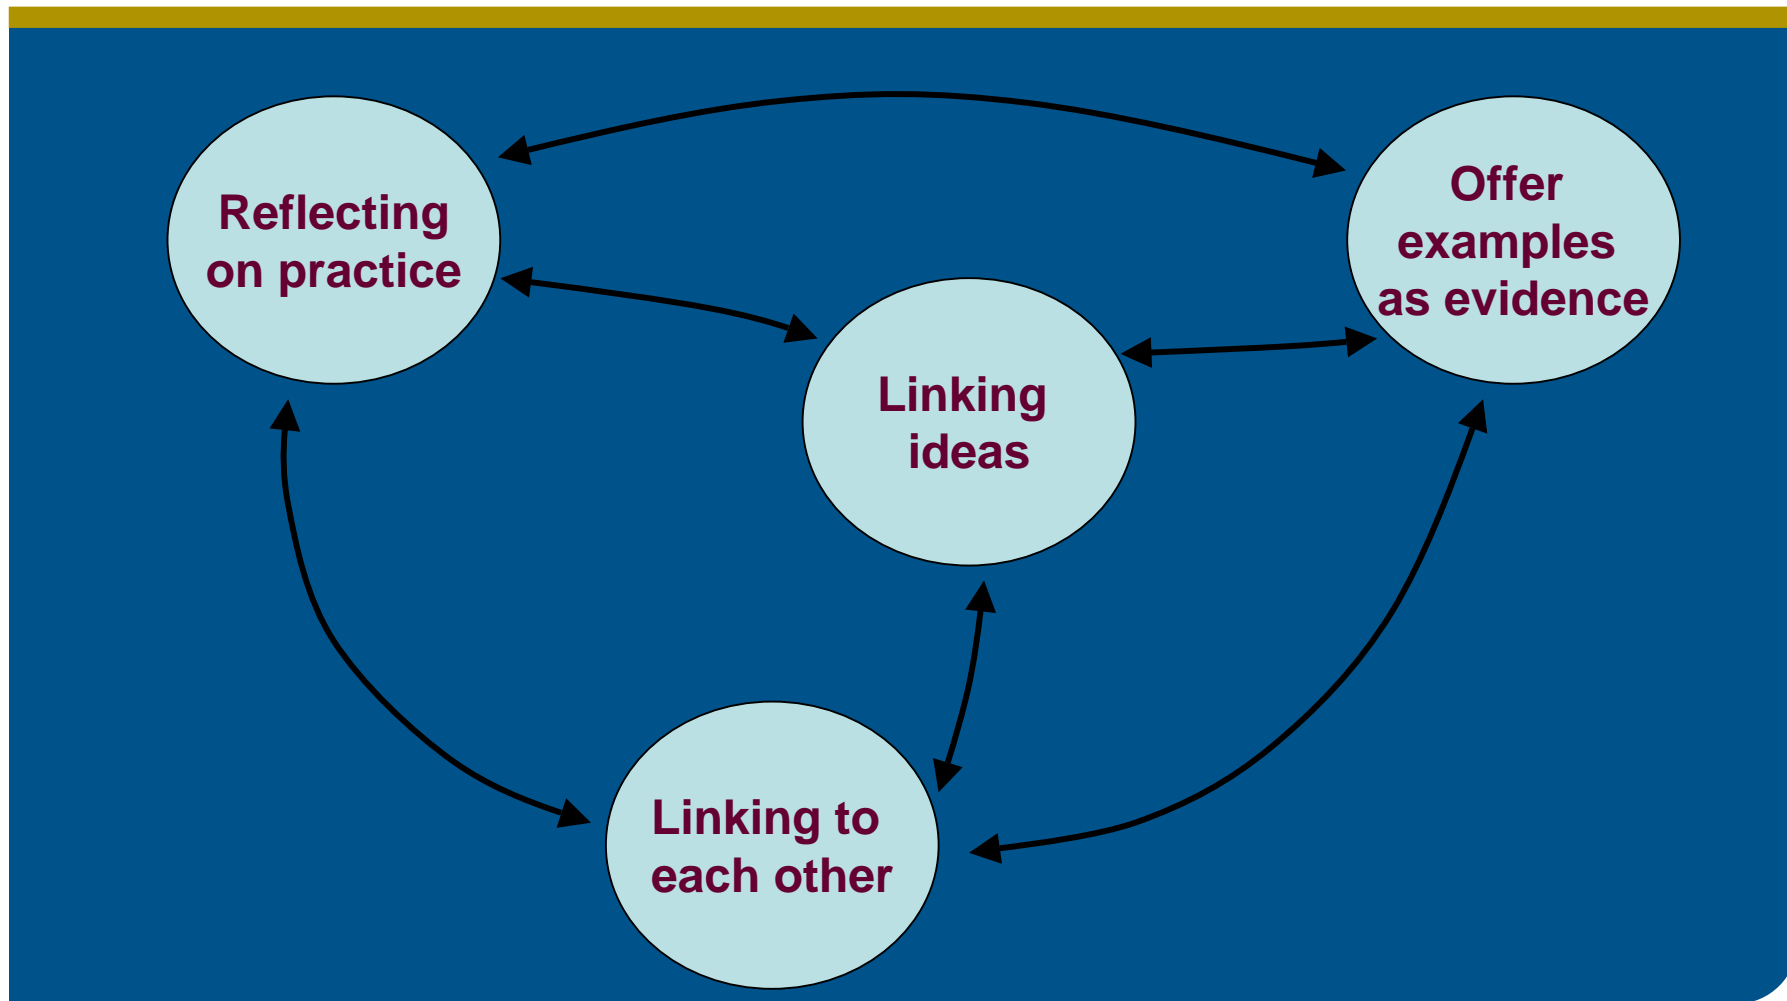 Reflecting
on practice
Offer
examples
as evidence
Linking
ideas
Linking to
each other